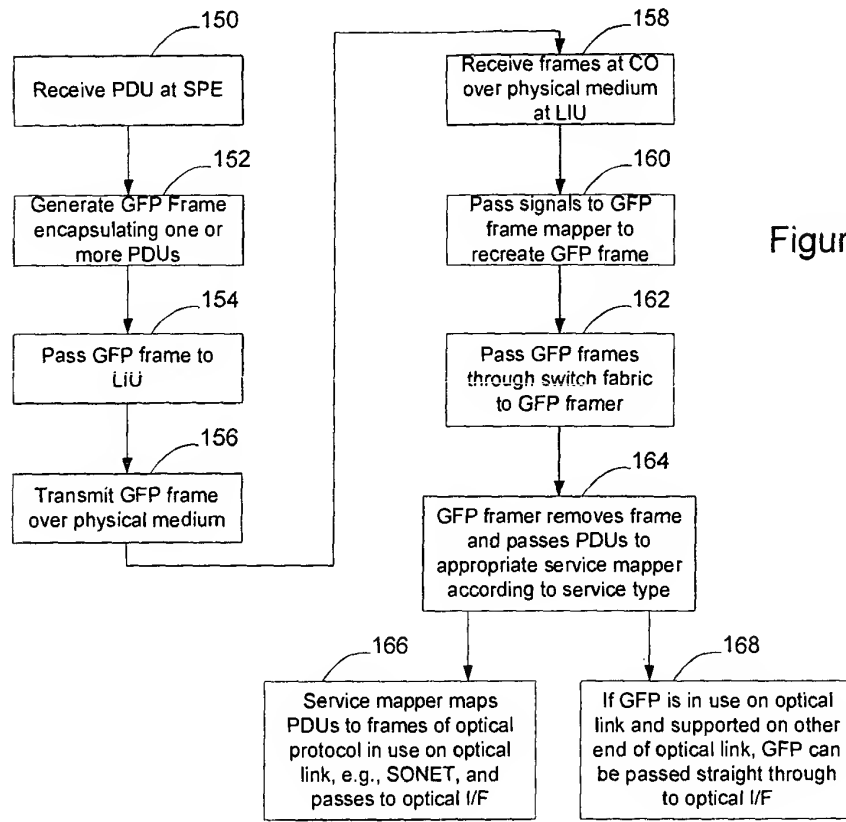 150
Receive PDU at SPE
152
Generate GFP Frame
encapsulating one or
more PDUs
154
Pass GFP frame to
LIU
156
Transmit GFP frame
over physical medium
158
Receive frames at CO
over physical medium
at LIU
160
Pass signals to GFP
frame mapper to
recreate GFP frame
162
Pass GFP frames
through switch fabric
to GFP framer
164
GFP framer removes frame
and passes PDUs to
appropriate service mapper
according to service type
166
Service mapper maps
PDUs to frames of optical
protocol in use on optical
link, e.g., SONET, and
passes to optical I/F
168
If GFP is in use on optical
link and supported on other
end of optical link, GFP can
be passed straight through
to optical I/F
Figur